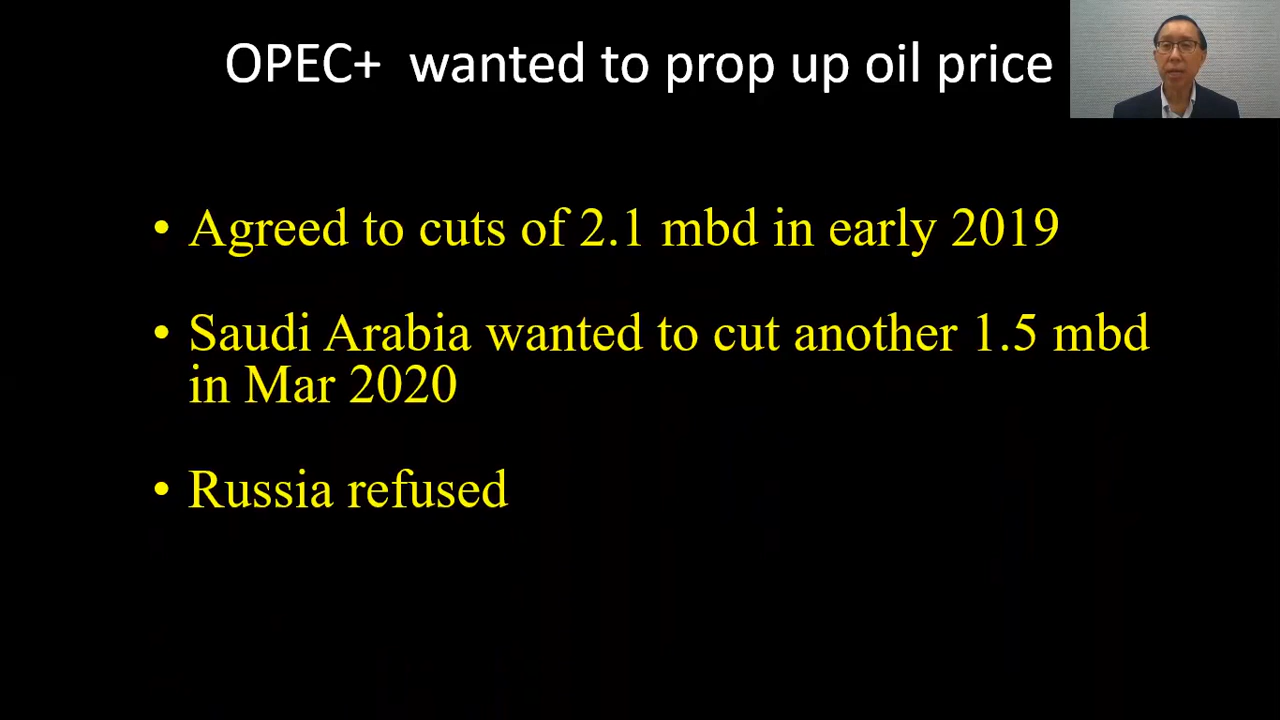 OPEC+  wanted to prop up oil price
• Agreed to cuts of 2.1 mbd in early 2019
• Saudi Arabia wanted to cut another 1.5 mbd
in Mar 2020
• Russia refused